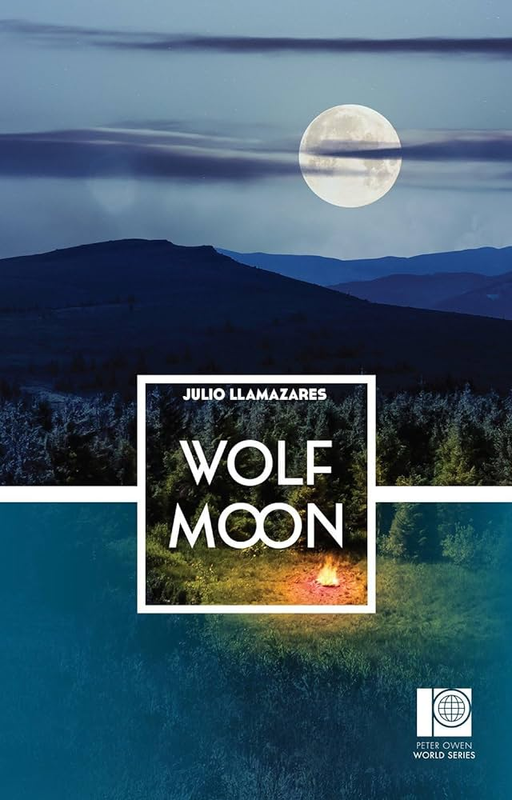 JULIO LLAMAZARES
WOLF
MOON
PETER OWEN
WORLD SERIES